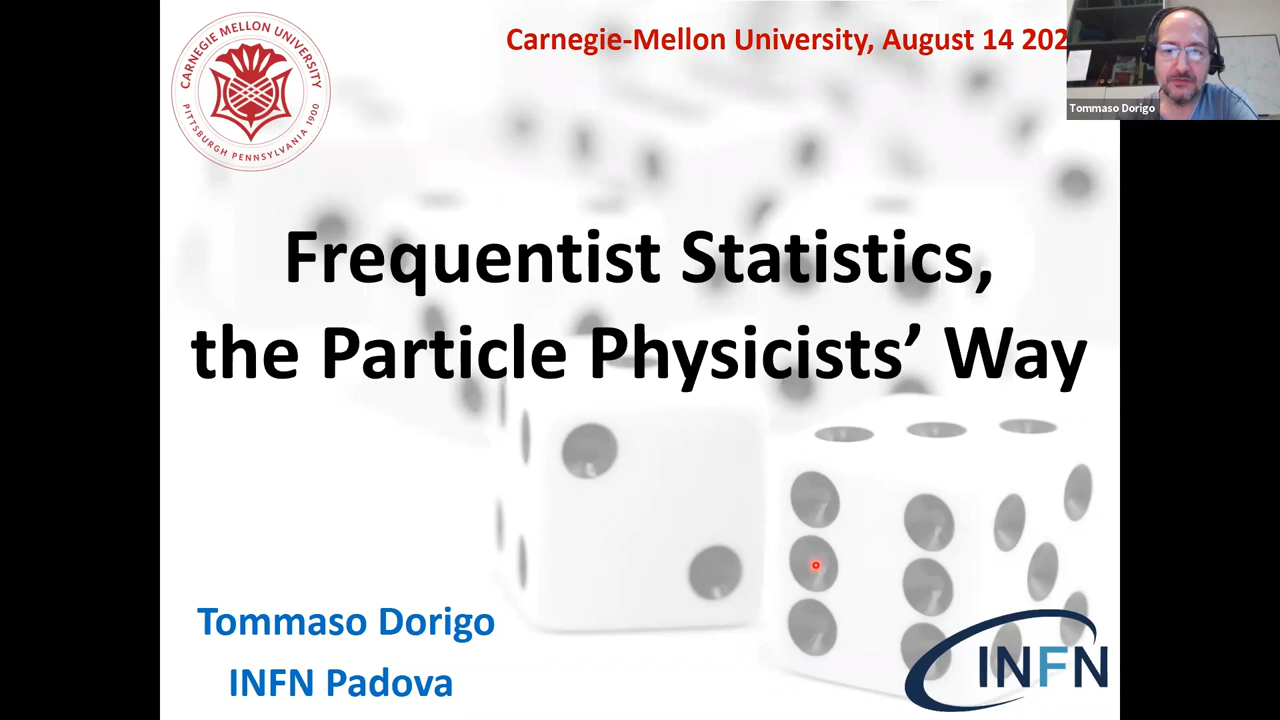 CARNEGIE MELLON UNIVERSITY
PITTSBURGH PENNSYLVANIA 1900
Carnegie-Mellon University, August 14 202
Tommaso Dorigo
Frequentist Statistics,
the Particle Physicists’ Way
Tommaso Dorigo
INFN Padova
INFN